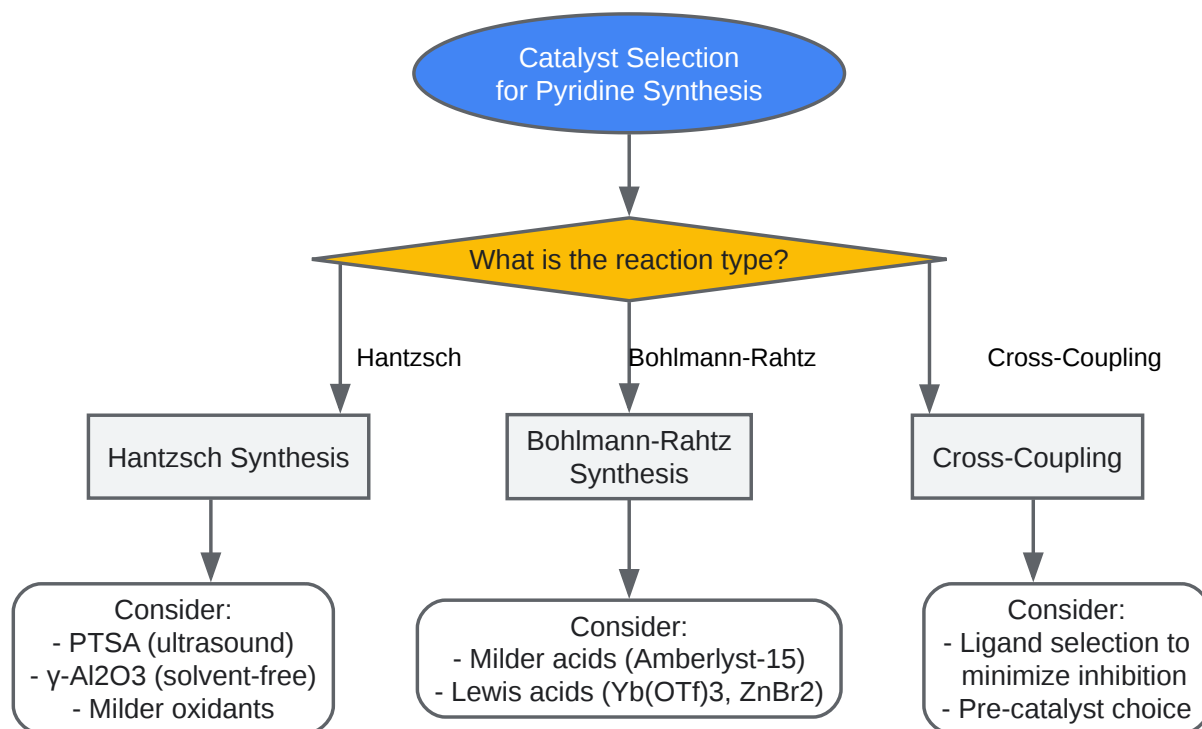 Catalyst Selection
for Pyridine Synthesis
What is the reaction type?
Hantzsch
Bohlmann-Rahtz
Cross-Coupling
Hantzsch Synthesis
Bohlmann-Rahtz
Synthesis
Cross-Coupling
Consider:
- PTSA (ultrasound)
- γ-Al2O3 (solvent-free)
- Milder oxidants
Consider:
- Milder acids (Amberlyst-15)
- Lewis acids (Yb(OTf)3, ZnBr2)
Consider:
- Ligand selection to
minimize inhibition
- Pre-catalyst choice